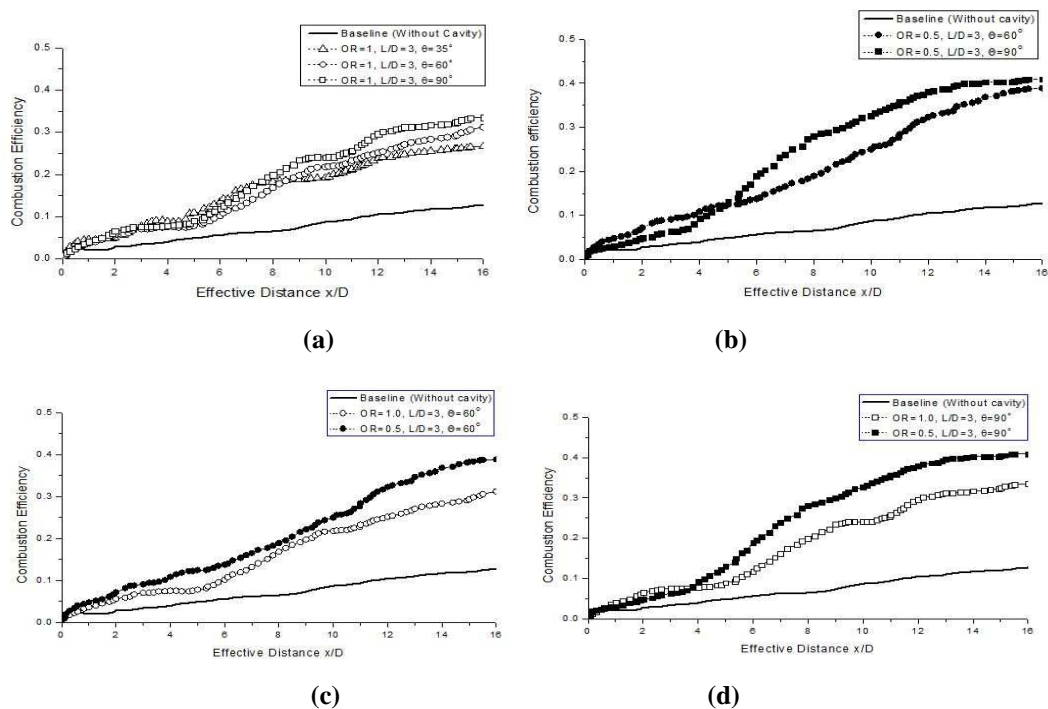 Baseline (Without Cavity)
OR=1, L/D=3, θ=35°
OR=1, L/D=3, θ=60°
OR=1, L/D=3, θ=90°
Combustion Efficiency
0.5
0.4
0.3
0.2
0.1
0.0
0 2 4 6 8 10 12 14 16
Effective Distance x/D
(a)
Baseline (Without cavity)
OR=0.5, L/D=3, Θ=60°
OR=0.5, L/D=3, Θ=90°
Combustion efficiency
0.5
0.4
0.3
0.2
0.1
0.0
0 2 4 6 8 10 12 14 16
Effective Distance x/D
(b)
Baseline (Without cavity)
OR=1.0, L/D=3, Θ=60°
OR=0.5, L/D=3, Θ=60°
Combustion Efficiency
0.5
0.4
0.3
0.2
0.1
0.0
0 2 4 6 8 10 12 14 16
Effective Distance x/D
(c)
Baseline (Without cavity)
OR=1.0, L/D=3, θ=90°
OR=0.5, L/D=3, θ=90°
Combustion Efficiency
0.5
0.4
0.3
0.2
0.1
0.0
0 2 4 6 8 10 12 14 16
Effective Distance x/D
(d)